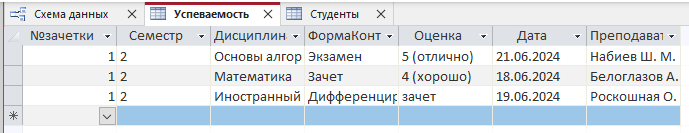 Схема данных Успеваемость Студенты
№зачетки Семестр Дисциплина ФормаКонт Оценка Дата Преподават
1 2 Основы алгор Экзамен 5 (отлично) 21.06.2024 Набиев Ш. М.
1 2 Математика Зачет 4 (хорошо) 18.06.2024 Белоглазов А.
1 2 Иностранный Дифференцир зачет 19.06.2024 Роскошная О.